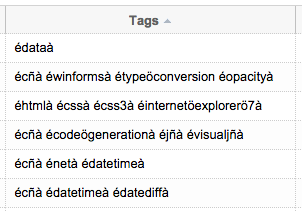 Tags
édataà
écñà éwinformsà étypeöconversion éopacityà
éhtmlà écssà écss3à éinternetöexplorerö7à
écñà écodeögenerationà éjñà évisualjñà
écñà énetà édatetimeà
écñà édatetimeà édatediffà